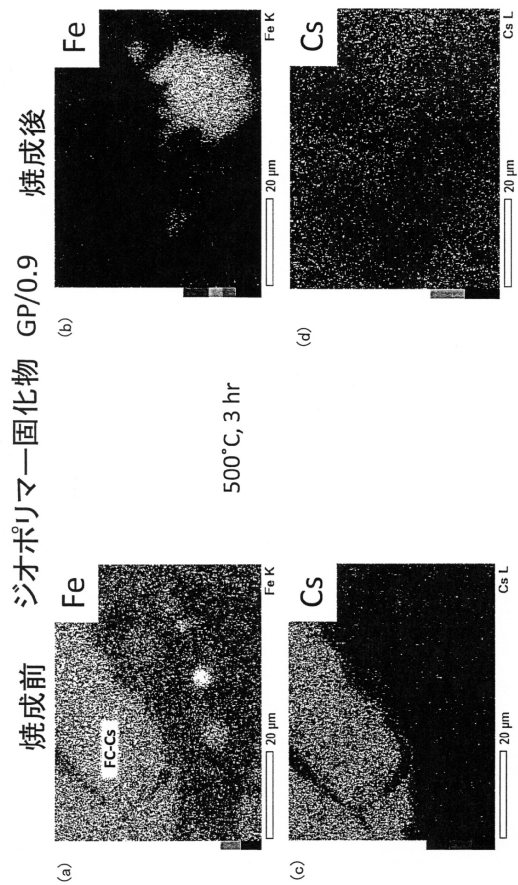 焼成前 ジオポリマー固化物 GP/0.9 焼成後
(a)
Fe
FC-Cs
20 µm
Fe K
(b)
Fe
20 µm
Fe K
500˚C, 3 hr
(c)
Cs
20 µm
Cs L
(d)
Cs
20 µm
Cs L